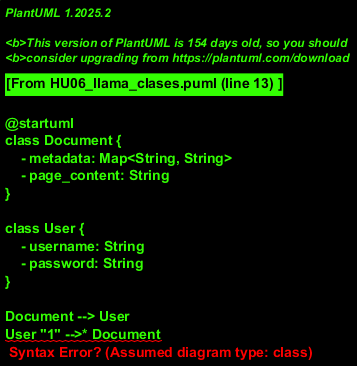 PlantUML 1.2025.2
<b>This version of PlantUML is 154 days old, so you should
<b>consider upgrading from https://plantuml.com/download
[From HU06_llama_clases.puml (line 13) ]
@startuml
class Document {
- metadata: Map<String, String>
- page_content: String
}
class User {
- username: String
- password: String
}
Document --> User
User "1" -->* Document
Syntax Error? (Assumed diagram type: class)